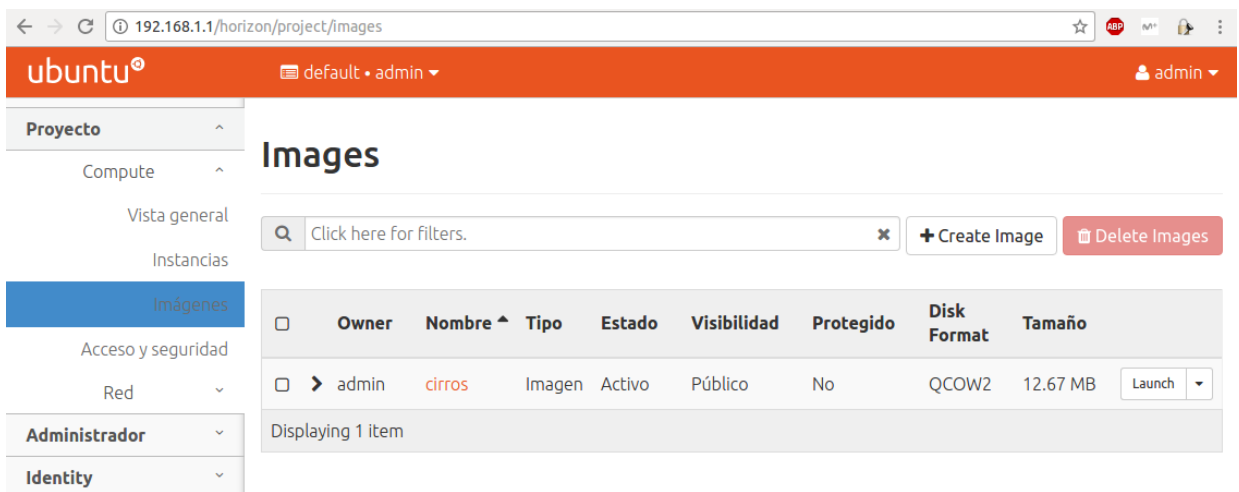 192.168.1.1/horizon/project/images
ABP
M+
ubuntu
default • admin
admin
Proyecto
Compute
Vista general
Instancias
Imágenes
Acceso y seguridad
Red
Administrador
Identity
Images
Click here for filters.
Create Image
Delete Images
Owner Nombre Tipo Estado Visibilidad Protegido Disk Format Tamaño
admin cirros Imagen Activo Público No QCOW2 12.67 MB Launch
Displaying 1 item